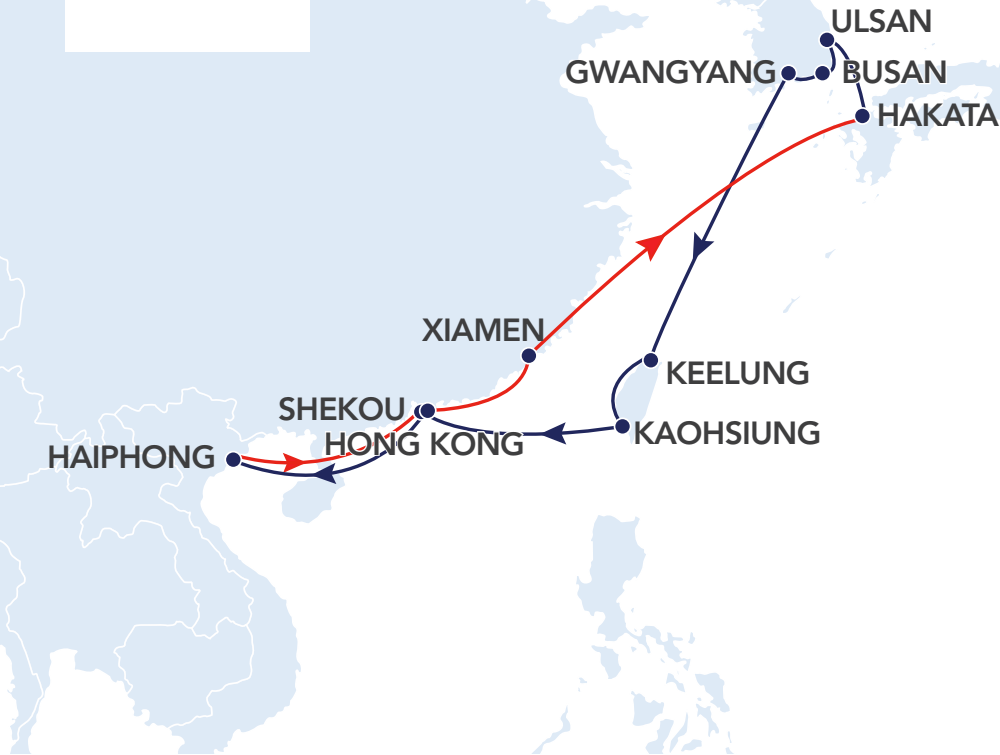 ULSAN
GWANGYANG
BUSAN
HAKATA
XIAMEN
KEELUNG
SHEKOU
KAOHSIUNG
HONG KONG
HAIPHONG